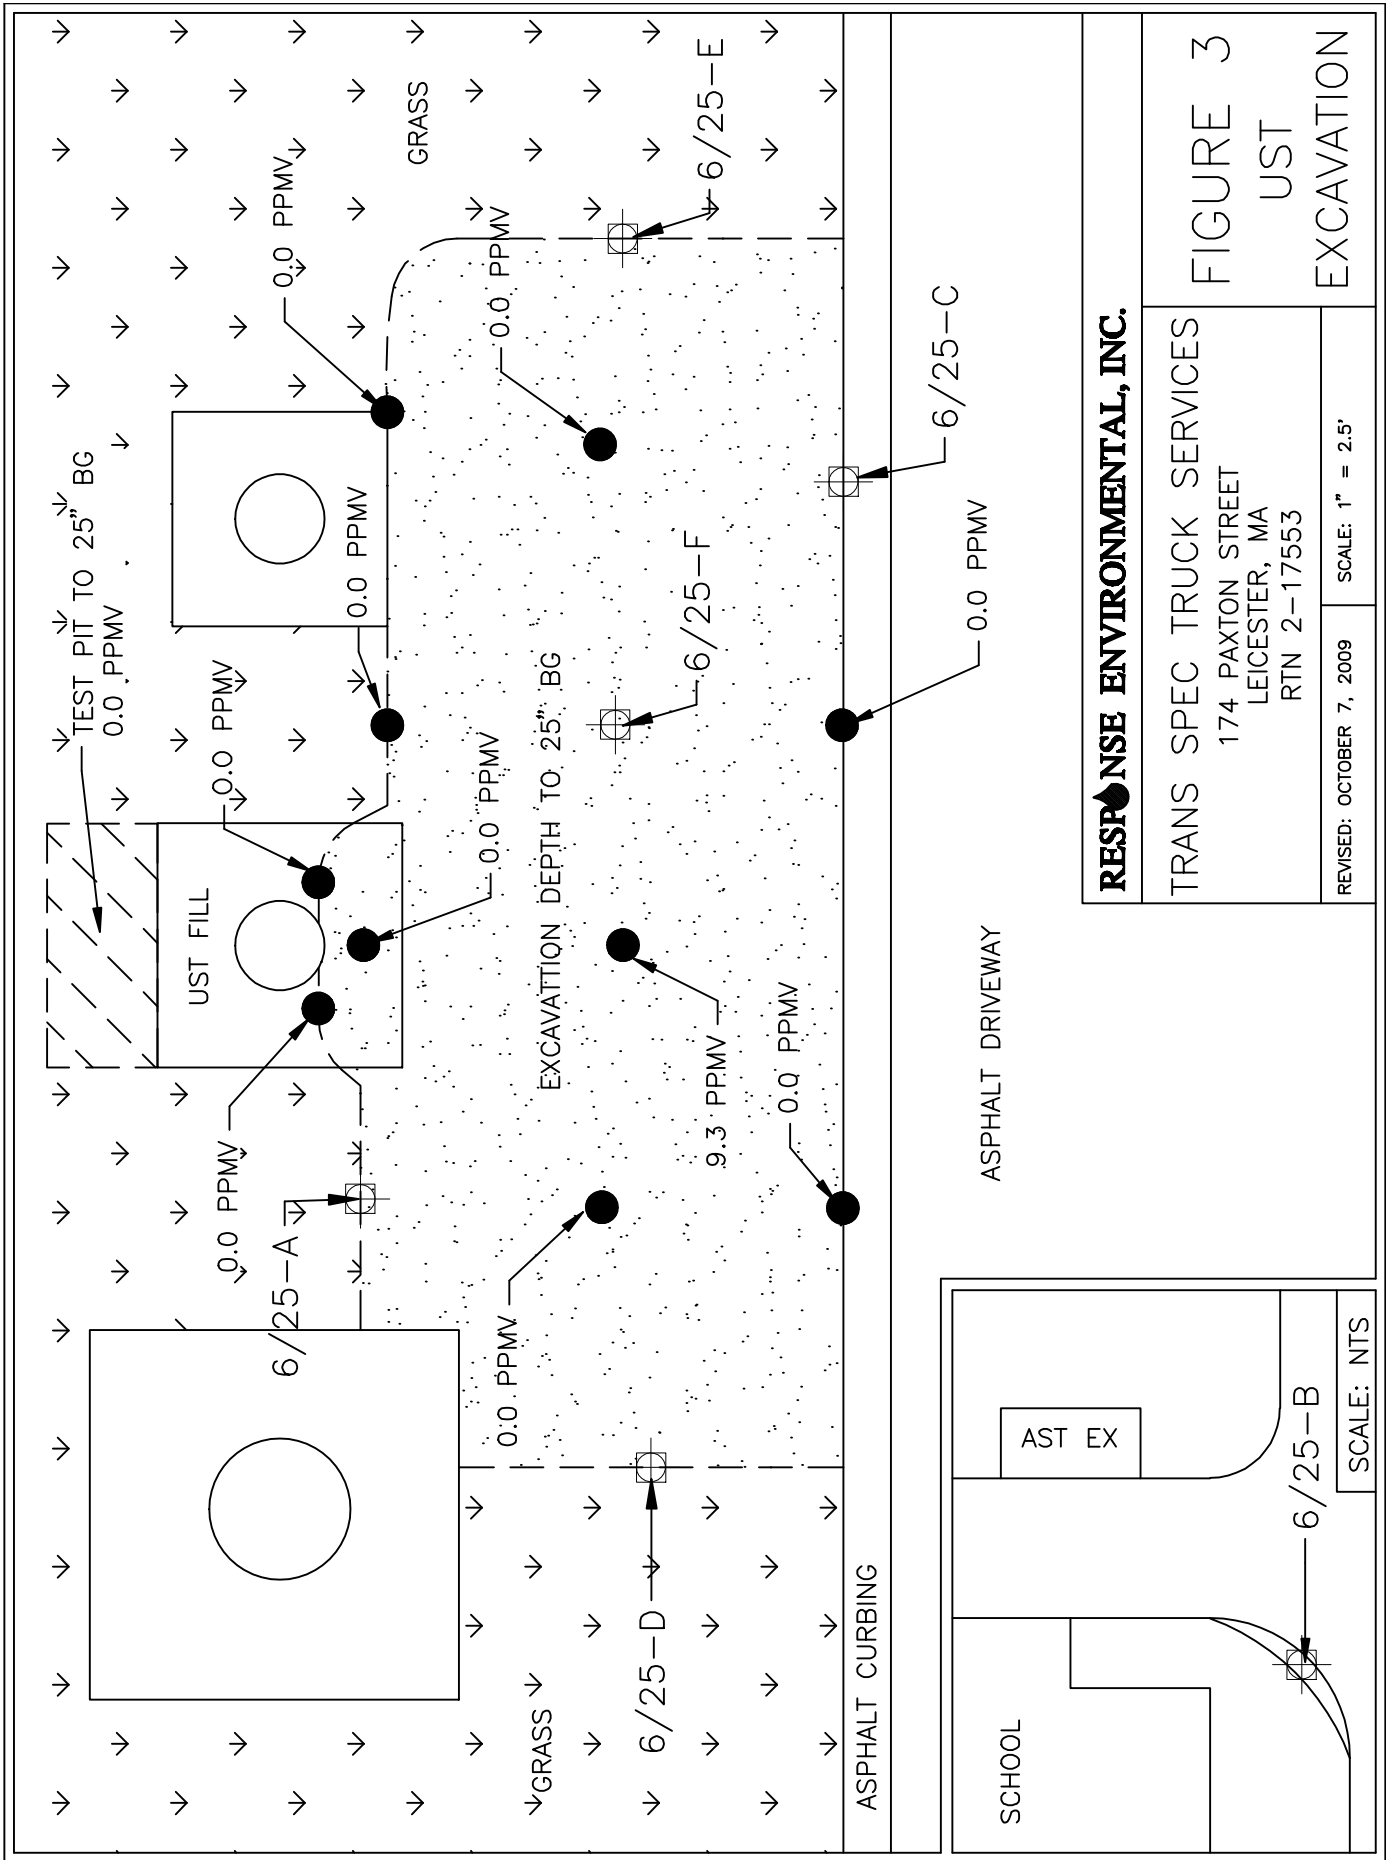 GRASS
0.0 PPMV
6/25-E
TEST PIT TO 25" BG
0.0 PPMV
0.0 PPMV
0.0 PPMV
0.0 PPMV
UST FILL
0.0 PPMV
6/25-F
6/25-C
0.0 PPMV
EXCAVATTION DEPTH TO 25" BG
0.0 PPMV
6/25-A
9.3 PPMV
0.0 PPMV
0.0 PPMV
0.0 PPMV
ASPHALT DRIVEWAY
6/25-D
GRASS
ASPHALT CURBING
SCHOOL
AST EX
6/25-B
SCALE: NTS
RESPONSE ENVIRONMENTAL, INC.
TRANS SPEC TRUCK SERVICES
174 PAXTON STREET
LEICESTER, MA
RTN 2-17553
REVISED: OCTOBER 7, 2009
SCALE: 1" = 2.5'
FIGURE 3
UST
EXCAVATION